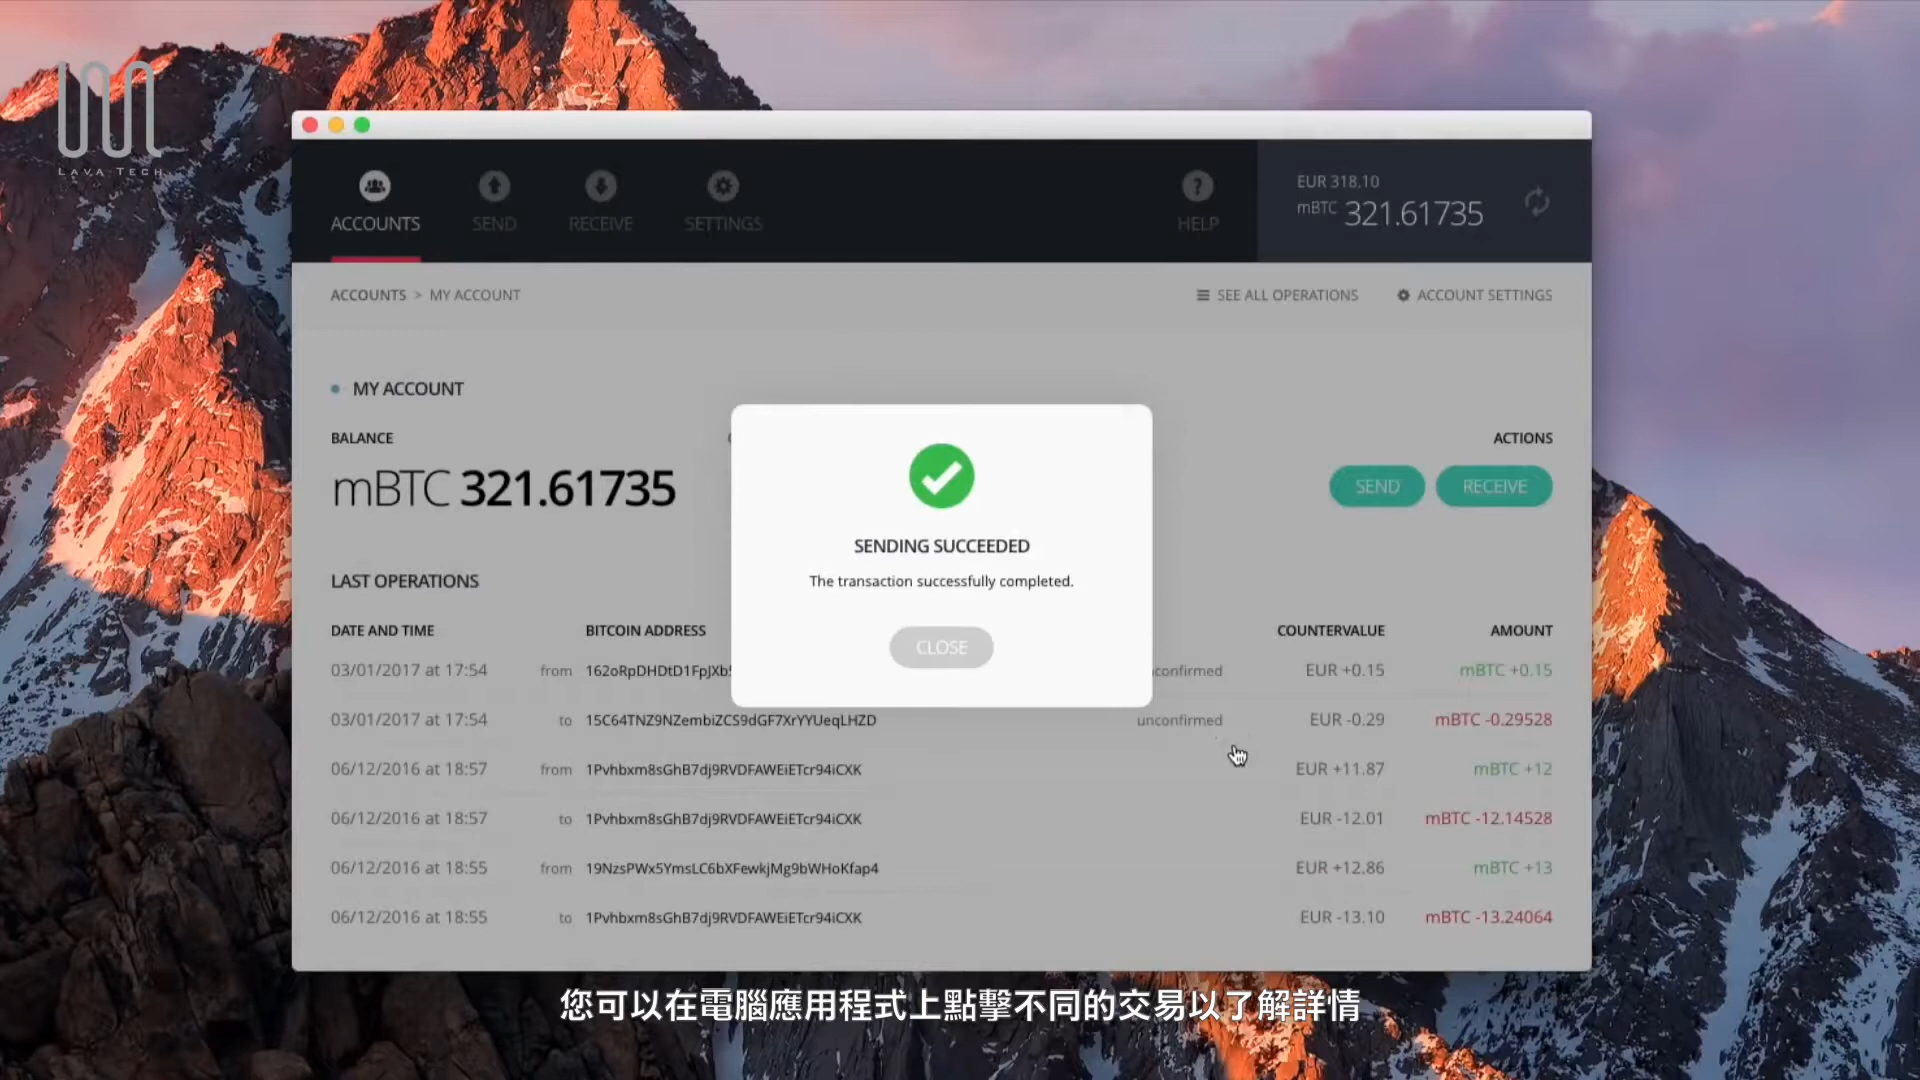 LAVA TECH
ACCOUNTS
SEND
RECEIVE
SETTINGS
HELP
EUR 318.10
mBTC 321.61735
ACCOUNTS > MY ACCOUNT
SEE ALL OPERATIONS
ACCOUNT SETTINGS
MY ACCOUNT
BALANCE
ACTIONS
mBTC 321.61735
SEND
RECEIVE
SENDING SUCCEEDED
The transaction successfully completed.
CLOSE
LAST OPERATIONS
DATE AND TIME BITCOIN ADDRESS COUNTERVALUE AMOUNT
03/01/2017 at 17:54 from EUR +0.15 mBTC +0.15
03/01/2017 at 17:54 to 15C64TNZ9NZembiZCS9dGF7XrYYUeqLHZD unconfirmed EUR -0.29 mBTC -0.29528
06/12/2016 at 18:57 from 1Pvhbxm8sGhB7dj9RVDFAWEiETcr94iCXK EUR +11.87 mBTC +12
06/12/2016 at 18:57 to 1Pvhbxm8sGhB7dj9RVDFAWEiETcr94iCXK EUR -12.01 mBTC -12.14528
06/12/2016 at 18:55 from 19NzsPWx5YmsLC6bXFewkjMg9bWHoKfap4 EUR +12.86 mBTC +13
06/12/2016 at 18:55 to 1Pvhbxm8sGhB7dj9RVDFAWEiETcr94iCXK EUR -13.10 mBTC -13.24064
您可以在電腦應用程式上點擊不同的交易以了解詳情